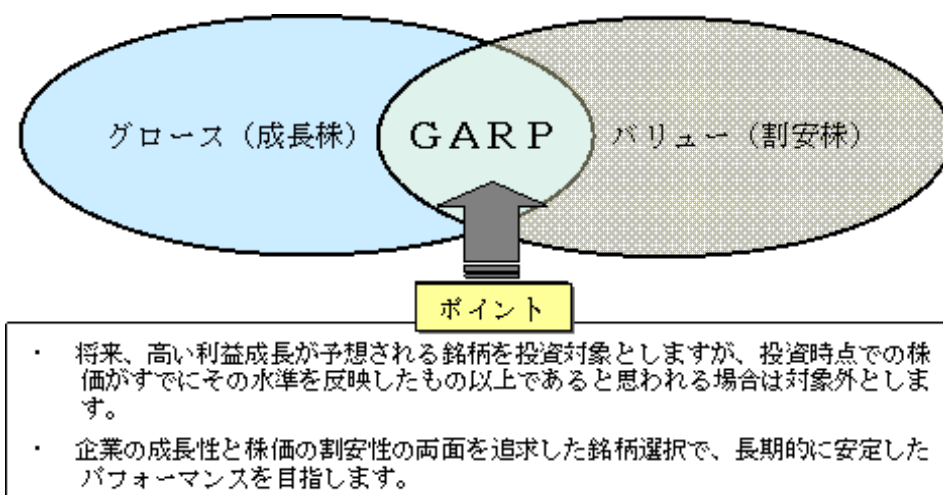 グロース（成長株）
GARP
バリュー（割安株）
ポイント
・ 将来、高い利益成長が予想される銘柄を投資対象としますが、投資時点での株
価がすでにその水準を反映したもの以上であると思われる場合は対象外としま
す。
・ 企業の成長性と株価の割安性の両面を追求した銘柄選択で、長期的に安定した
パフォーマンスを目指します。